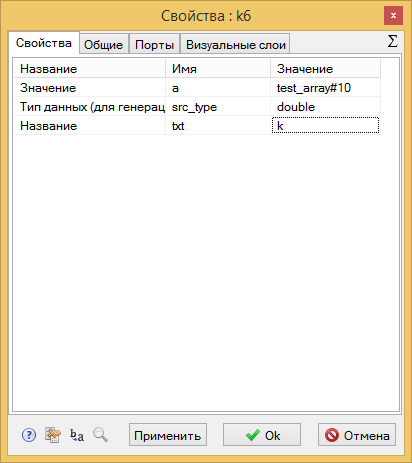 Свойства : k6
Свойства Общие Порты Визуальные слои Σ
Название Имя Значение
Значение a test_array#10
Тип данных (для генерац src_type double
Название txt k
? b a Применить Ok Отмена